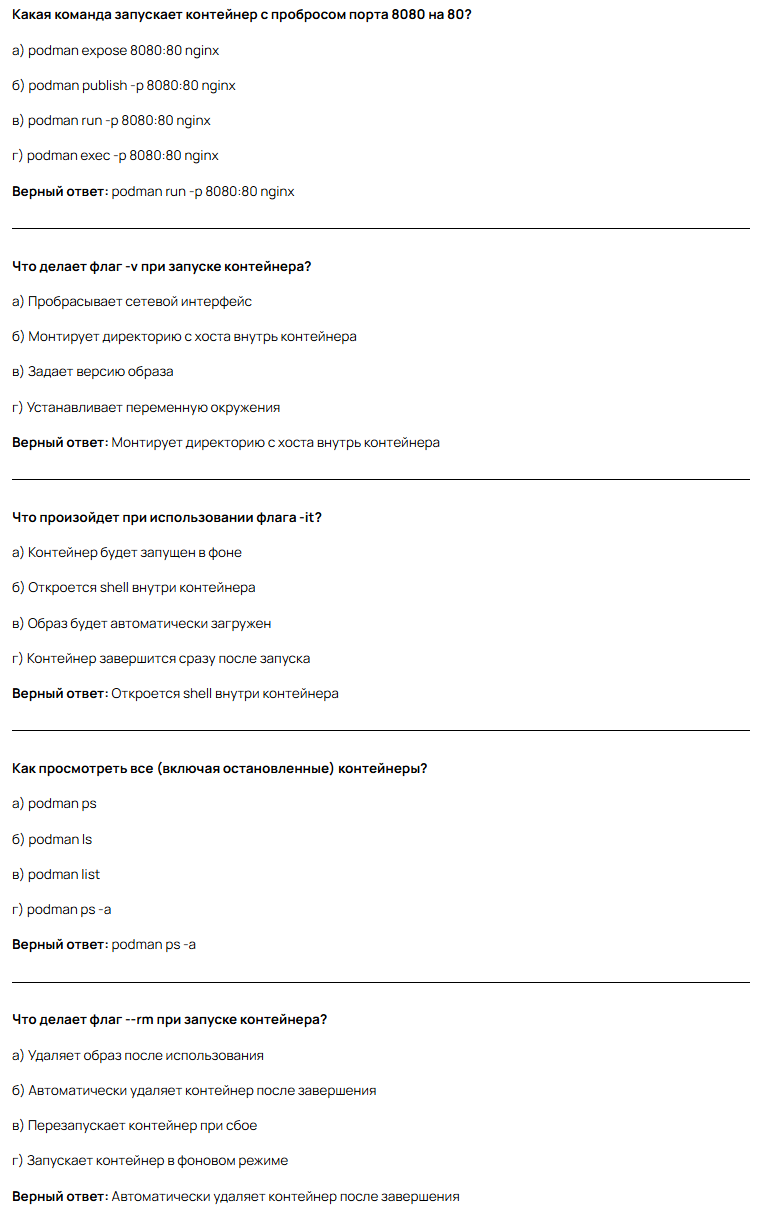 Какая команда запускает контейнер с пробросом порта 8080 на 80?
а) podman expose 8080:80 nginx
б) podman publish -p 8080:80 nginx
в) podman run -p 8080:80 nginx
г) podman exec -p 8080:80 nginx
Верный ответ: podman run -p 8080:80 nginx
Что делает флаг -v при запуске контейнера?
а) Пробрасывает сетевой интерфейс
б) Монтирует директорию с хоста внутрь контейнера
в) Задает версию образа
г) Устанавливает переменную окружения
Верный ответ: Монтирует директорию с хоста внутрь контейнера
Что произойдет при использовании флага -it?
а) Контейнер будет запущен в фоне
б) Откроется shell внутри контейнера
в) Образ будет автоматически загружен
г) Контейнер завершится сразу после запуска
Верный ответ: Откроется shell внутри контейнера
Как просмотреть все (включая остановленные) контейнеры?
а) podman ps
б) podman ls
в) podman list
г) podman ps -a
Верный ответ: podman ps -a
Что делает флаг --rm при запуске контейнера?
а) Удаляет образ после использования
б) Автоматически удаляет контейнер после завершения
в) Перезапускает контейнер при сбое
г) Запускает контейнер в фоновом режиме
Верный ответ: Автоматически удаляет контейнер после завершения